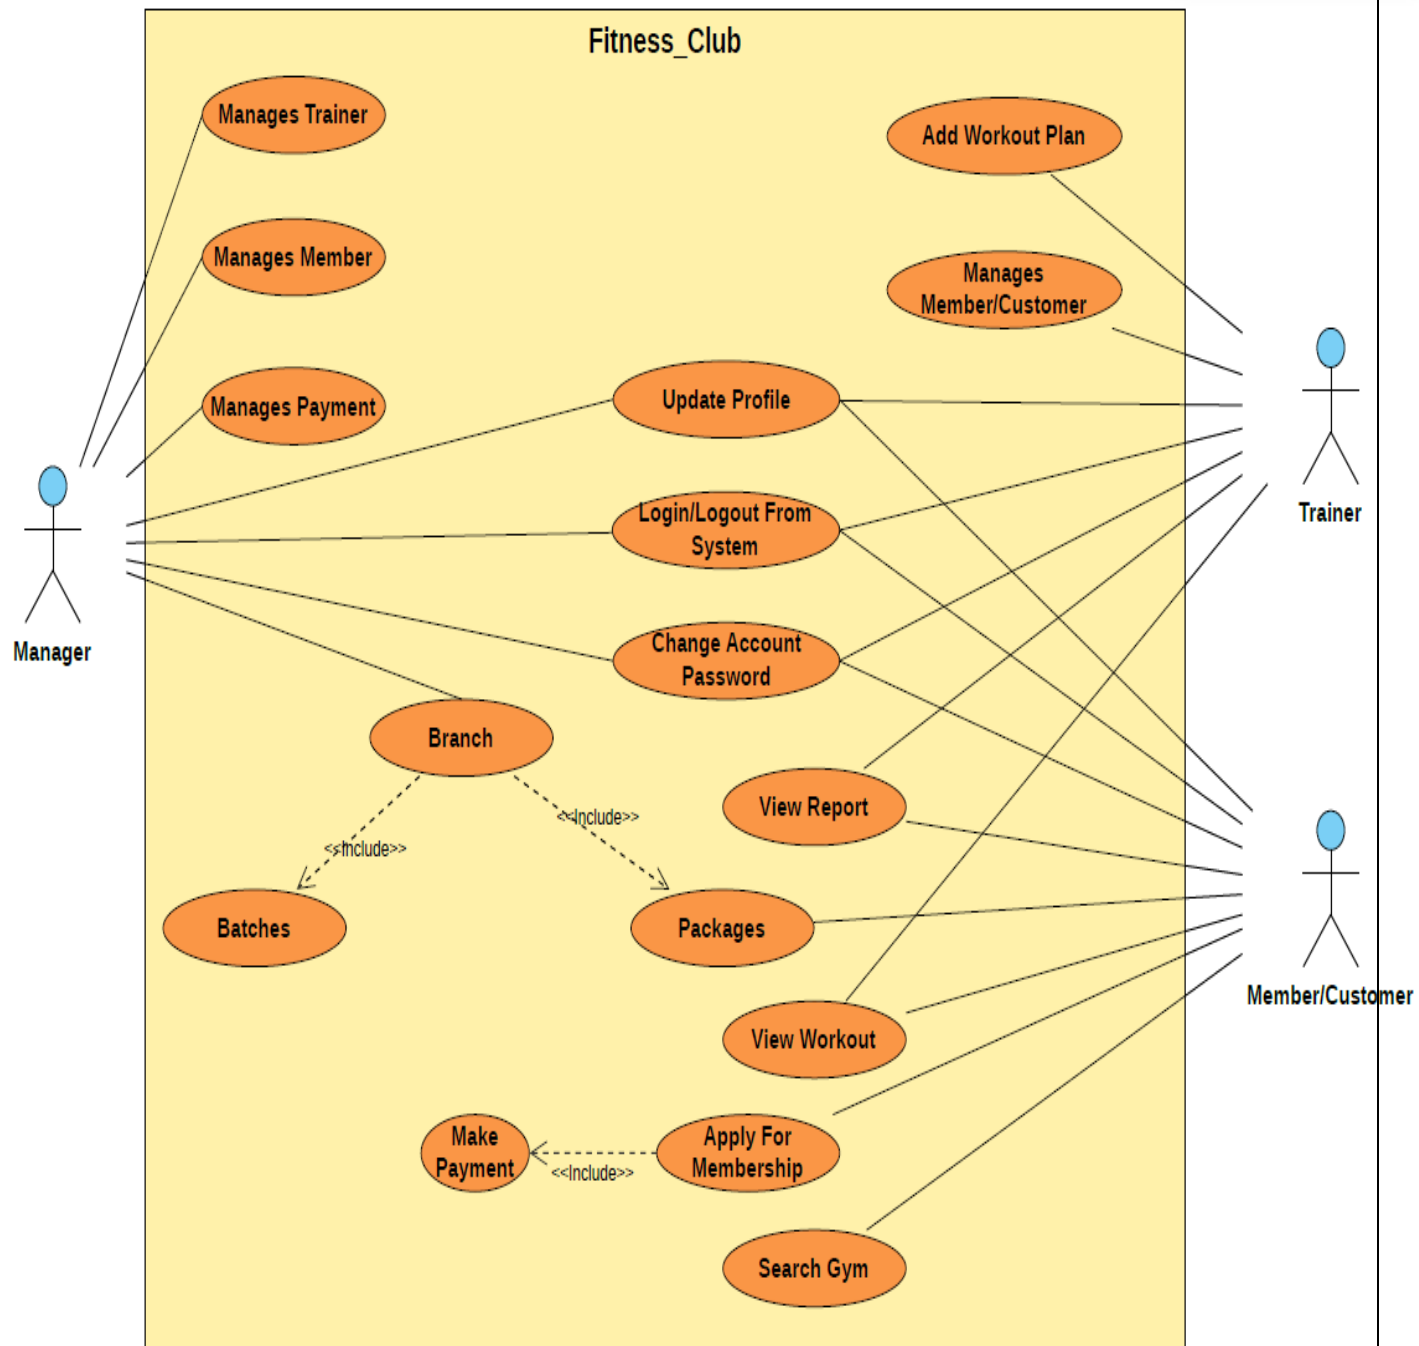 Fitness_Club
Manages Trainer
Add Workout Plan
Manages Member
Manages
Member/Customer
Manages Payment
Update Profile
Login/Logout From
System
Trainer
Manager
Change Account
Password
Branch
View Report
<<Include>>
<<Include>>
Batches
Packages
Member/Customer
View Workout
Make
Payment
<<Include>>
Apply For
Membership
Search Gym